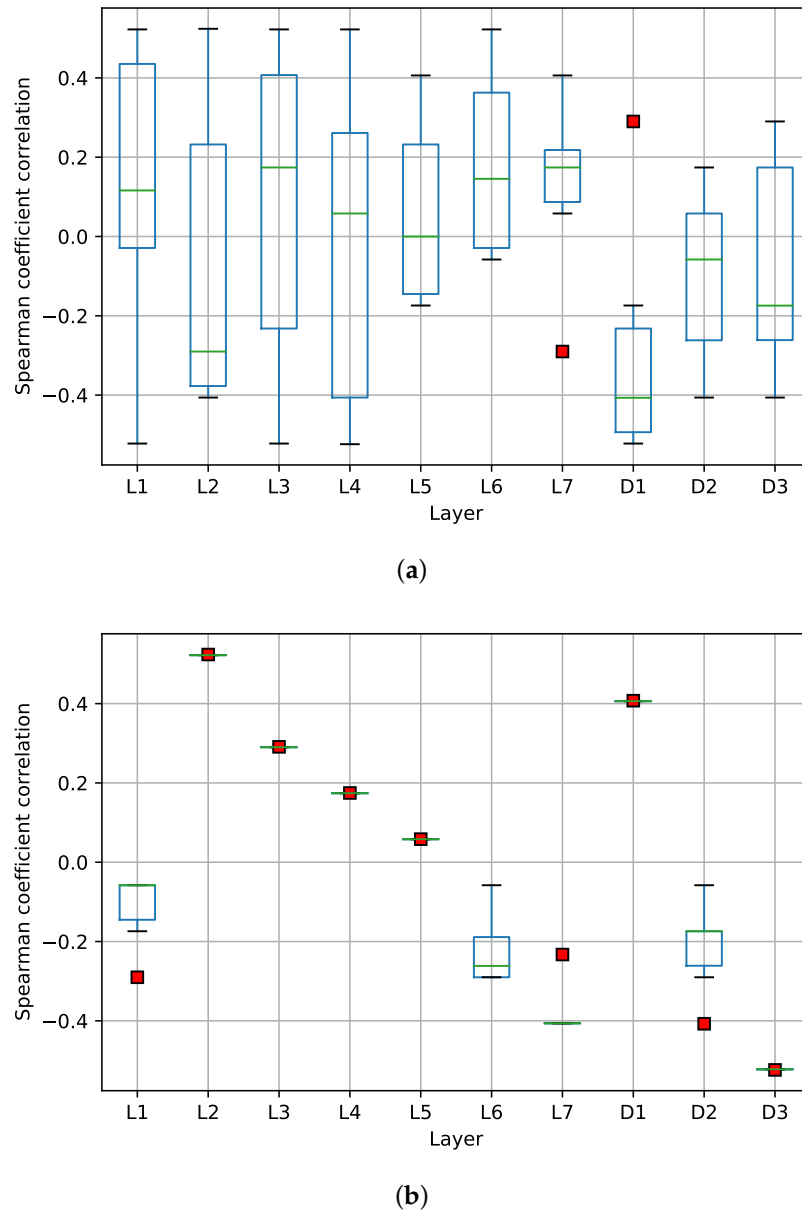 Spearman coefficient correlation
0.4
0.2
0.0
−0.2
−0.4
L1 L2 L3 L4 L5 L6 L7 D1 D2 D3
Layer
(a)
Spearman coefficient correlation
0.4
0.2
0.0
−0.2
−0.4
L1 L2 L3 L4 L5 L6 L7 D1 D2 D3
Layer
(b)